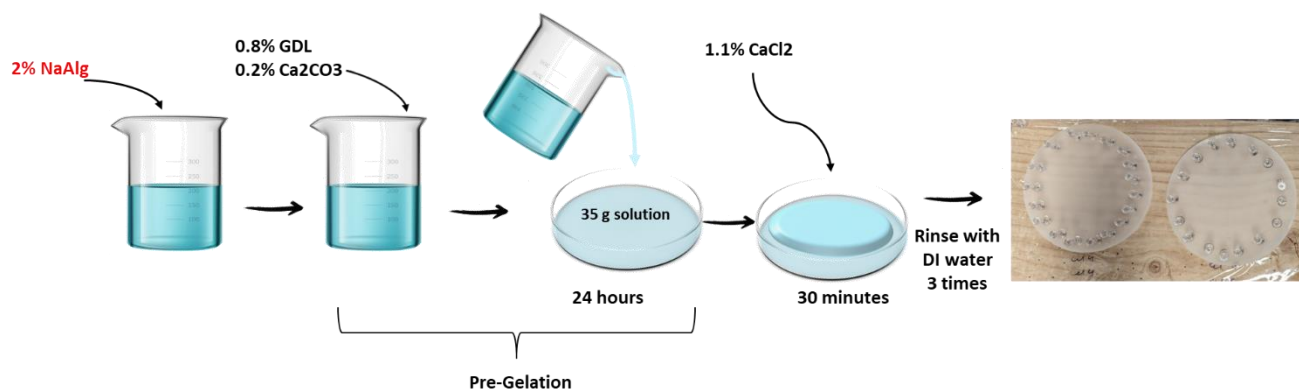 2% NaAlg
0.8% GDL
0.2% Ca2CO3
35 g solution
24 hours
Pre-Gelation
1.1% CaCl2
30 minutes
Rinse with
DI water
3 times